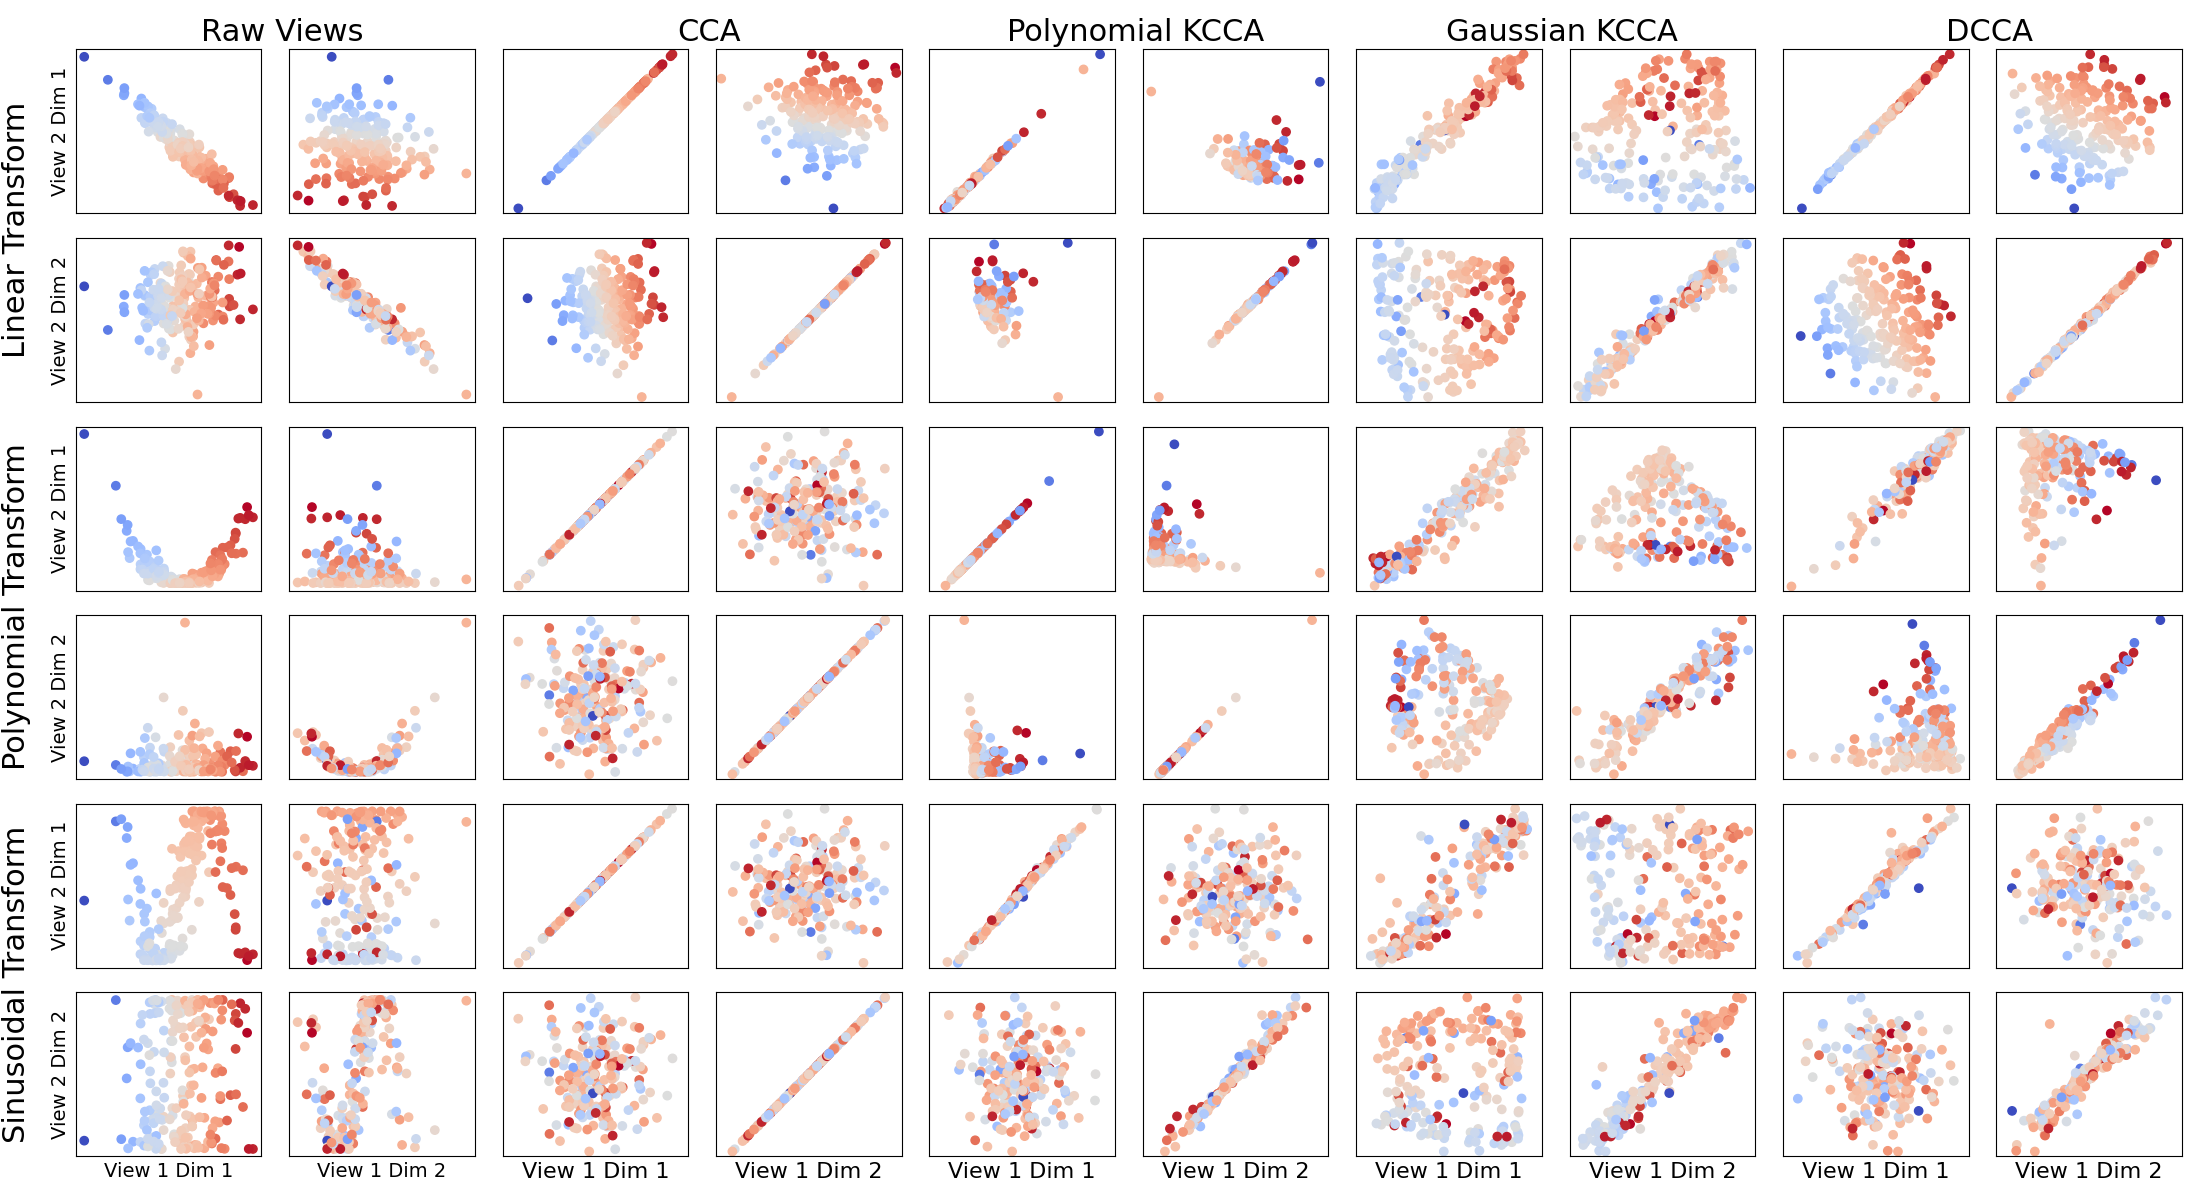 Raw Views
CCA
Polynomial KCCA
Gaussian KCCA
DCCA
Linear Transform
View 2 Dim 1
View 2 Dim 2
Polynomial Transform
View 2 Dim 1
View 2 Dim 2
Sinusoidal Transform
View 2 Dim 1
View 2 Dim 2
View 1 Dim 1
View 1 Dim 2
View 1 Dim 1
View 1 Dim 2
View 1 Dim 1
View 1 Dim 2
View 1 Dim 1
View 1 Dim 2
View 1 Dim 1
View 1 Dim 2